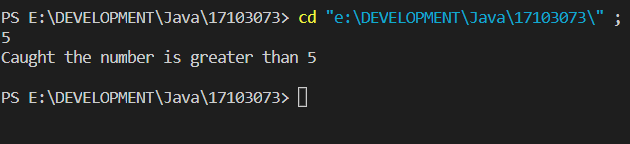 PS E:\DEVELOPMENT\Java\17103073> cd "e:\DEVELOPMENT\Java\17103073\" ;
5
Caught the number is greater than 5
PS E:\DEVELOPMENT\Java\17103073>